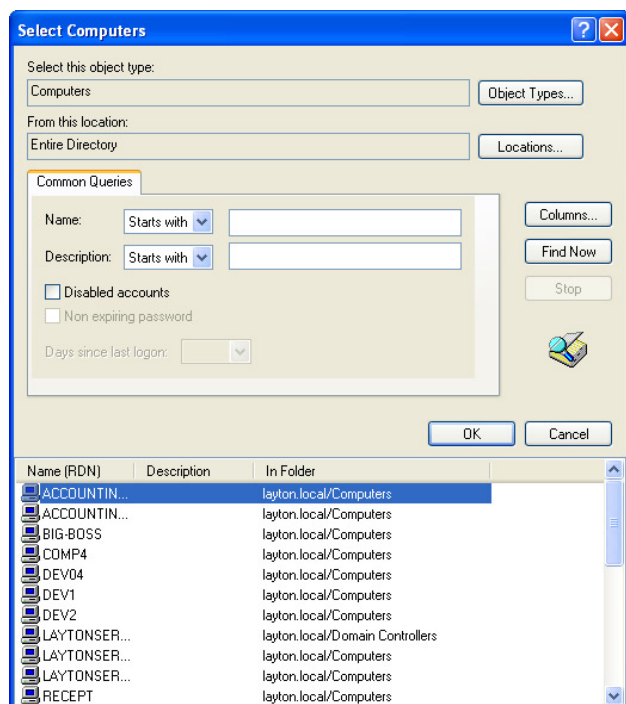 Select Computers
Select this object type:
Computers
Object Types...
From this location:
Entire Directory
Locations...
Common Queries
Name: Starts with
Description: Starts with
Disabled accounts
Non expiring password
Days since last logon:
Columns...
Find Now
Stop
OK Cancel
Name (RDN) Description In Folder
ACCOUNTIN... layton.local/Computers
ACCOUNTIN... layton.local/Computers
BIG-BOSS layton.local/Computers
COMP4 layton.local/Computers
DEV04 layton.local/Computers
DEV1 layton.local/Computers
DEV2 layton.local/Computers
LAYTONSER... layton.local/Domain Controllers
LAYTONSER... layton.local/Computers
LAYTONSER... layton.local/Computers
RECEPT layton.local/Computers